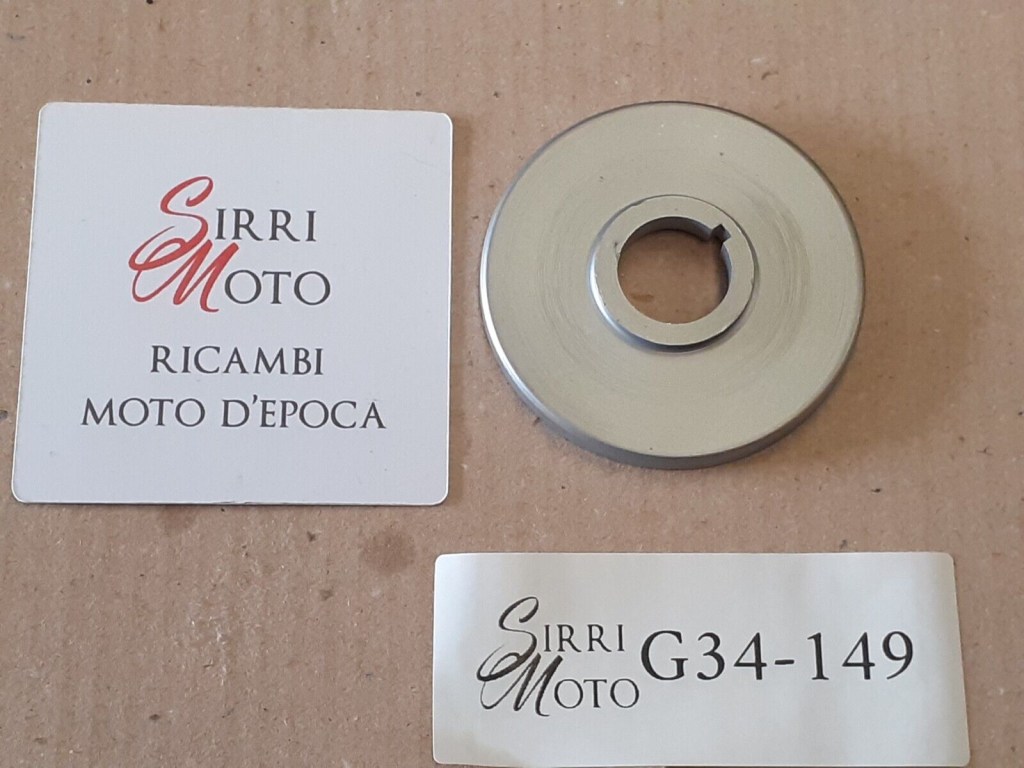 SIRRI
MOTO
RICAMBI
MOTO D'EPOCA
SIRRI
MOTO G34-149